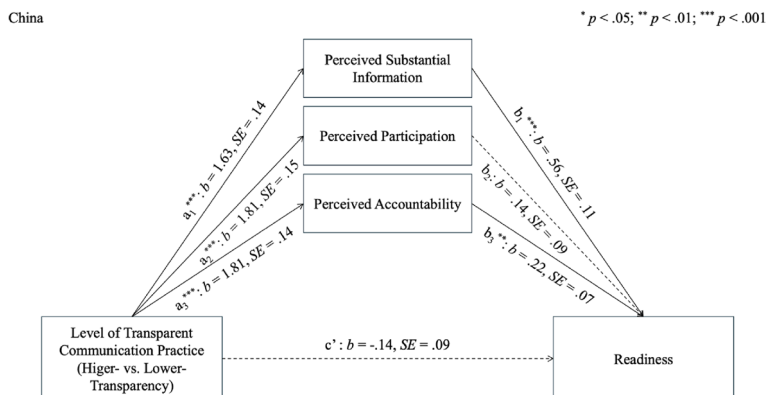 China
* p < .05; ** p < .01; *** p < .001
Perceived Substantial
Information
Perceived Participation
Perceived Accountability
a1***: b = 1.63, SE = .14
a2***: b = 1.81, SE = .15
a3***: b = 1.81, SE = .14
b1***: b = .56, SE = .11
b2: b = .14, SE = .09
b3**: b = .22, SE = .07
Level of Transparent
Communication Practice
(Higer- vs. Lower-
Transparency)
c’ : b = -.14, SE = .09
Readiness